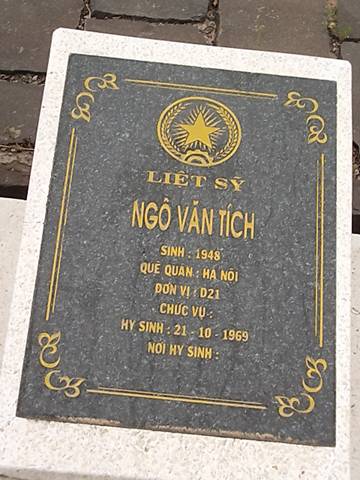 LIỆT SỸ
NGÔ VĂN TÍCH
SINH : 1948
QUÊ QUÁN : HÀ NỘI
ĐƠN VỊ : D21
CHỨC VỤ :
HY SINH : 21 - 10 - 1969
NƠI HY SINH :